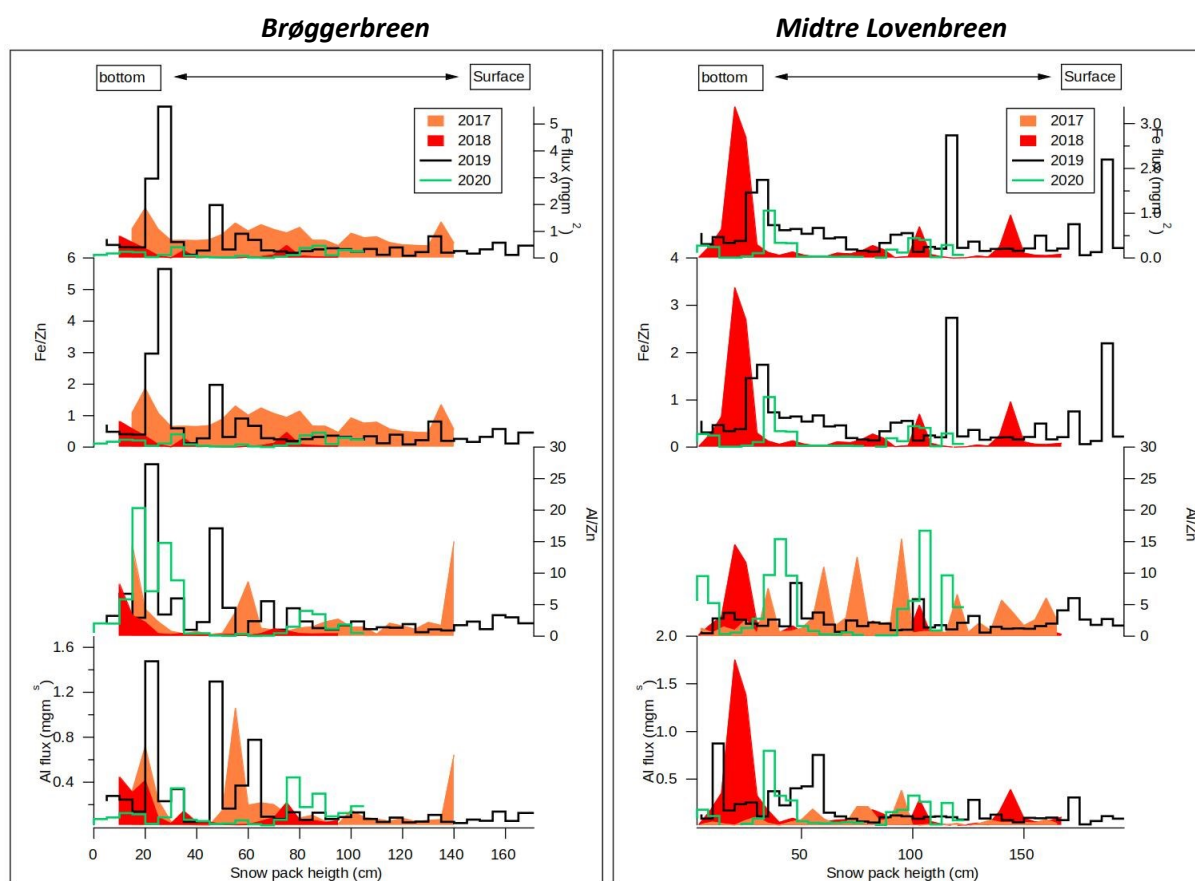 Brøggerbreen
bottom
Surface
2017
2018
2019
2020
5
4
3
2
1
0
Fe flux (mgm 2)
6
5
4
3
2
1
0
Fe/Zn
30
25
20
15
10
5
0
Al/Zn
1.6
1.2
0.8
0.4
Al flux (mgm s)
0 20 40 60 80 100 120 140 160
Snow pack heigth (cm)
Midtre Lovenbreen
bottom
Surface
2017
2018
2019
2020
3.0
2.0
1.0
0.0
Fe flux (mgm 2)
4
3
2
1
0
Fe/Zn
30
25
20
15
10
5
0
Al/Zn
2.0
1.5
1.0
0.5
Al flux (mgm s)
50 100 150
Snow pack heigth (cm)